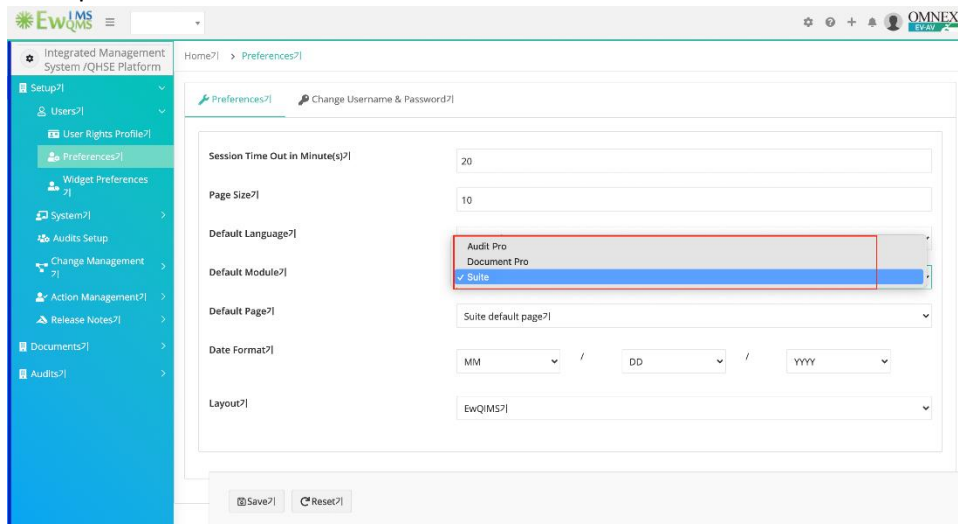 EwQIMS
OMNEX
EV-AV
Integrated Management
System /QHSE Platform
Home기 > Preferences기
Setup기
Users기
User Rights Profile기
Preferences기
Widget Preferences
기
System기
Audits Setup
Change Management
기
Action Management기
Release Notes기
Documents기
Audits기
Preferences기
Change Username & Password기
Session Time Out in Minute(s)기
20
Page Size기
10
Default Language기
Default Module기
Audit Pro
Document Pro
✓ Suite
Default Page기
Suite default page기
Date Format기
MM / DD / YYYY
Layout기
EwQIMS기
Save기
Reset기